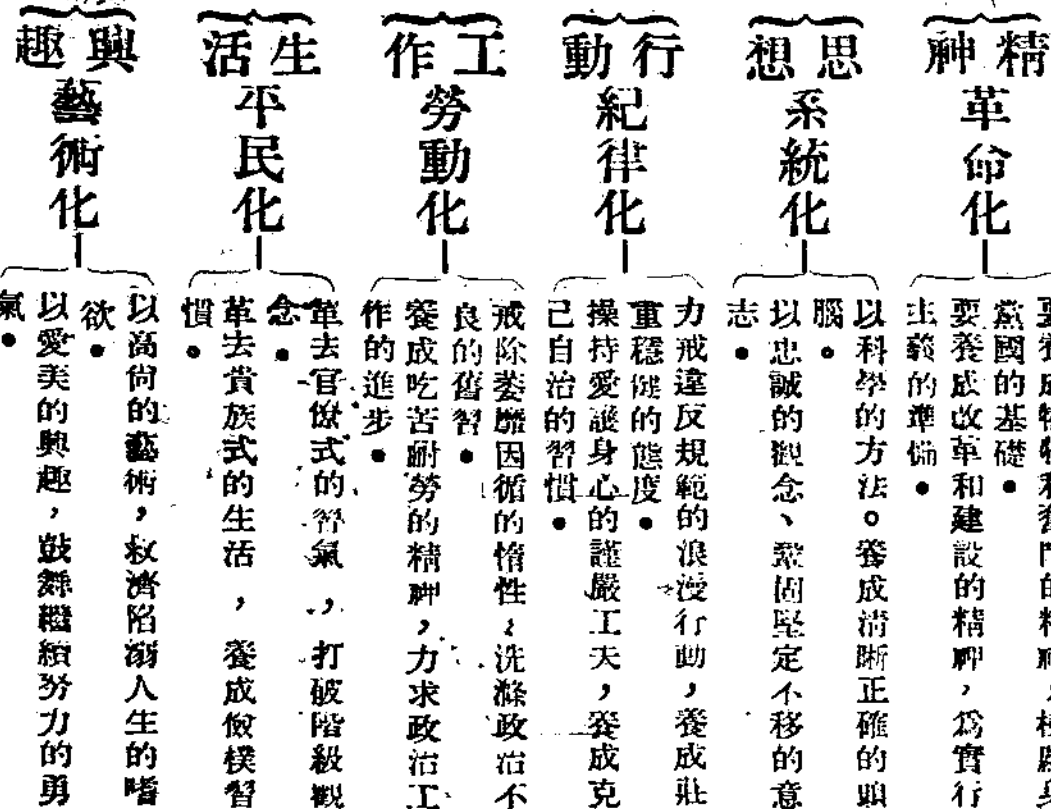 精神
革命化
要養成犧牲和奮鬥的精神，
黨國的基礎●
要養成改革和建設的精神，爲實行
主義的準備●
思想
系統化
以科學的方法。養成清晰正確的頭
腦。
以忠誠的觀念、鞏固堅定不移的意
志●
行動
紀律化
力戒違反規範的浪漫行動，養成壯
重穩健的態度●
操持愛護身心的謹嚴工夫，養成克
己自治的習慣●
工作
勞動化
戒除萎靡因循的惰性，洗滌政治不
良的舊習●
養成吃苦耐勞的精神，力求政治工
作的進步●
生活
平民化
革去官僚式的習氣，打破階級觀
念●
革去貴族式的生活，養成儉樸習
慣●
興趣
藝術化
以高尚的藝術，救濟陷溺人生的嗜
欲●
以愛美的興趣，鼓舞繼續努力的勇
氣●